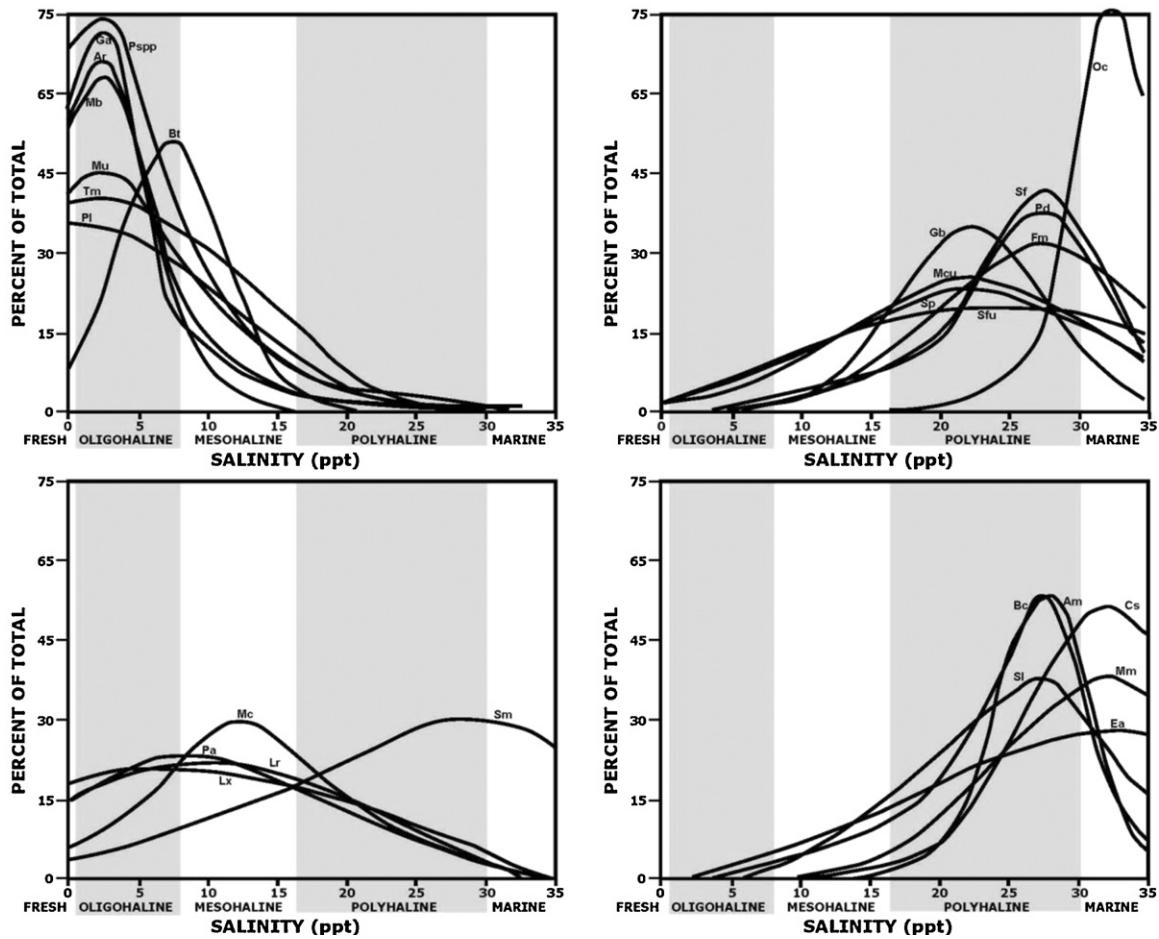 PERCENT OF TOTAL
75
65
45
30
15
0
Ga
Pspp
Ar
Mb
Bt
Mu
Tm
Pl
0 5 10 15 20 25 30 35
FRESH OLIGOHALINE MESOHALINE POLYHALINE MARINE
SALINITY (ppt)
PERCENT OF TOTAL
75
65
45
30
15
0
Oc
Sf
Pd
Gb
Fm
Mcu
Sp
Sfu
0 5 10 15 20 25 30 35
FRESH OLIGOHALINE MESOHALINE POLYHALINE MARINE
SALINITY (ppt)
PERCENT OF TOTAL
75
65
45
30
15
0
Mc
Sm
Pa
Lr
Lx
0 5 10 15 20 25 30 35
FRESH OLIGOHALINE MESOHALINE POLYHALINE MARINE
SALINITY (ppt)
PERCENT OF TOTAL
75
65
45
30
15
0
Bc
Am
Cs
Sl
Mm
Ea
0 5 10 15 20 25 30 35
FRESH OLIGOHALINE MESOHALINE POLYHALINE MARINE
SALINITY (ppt)